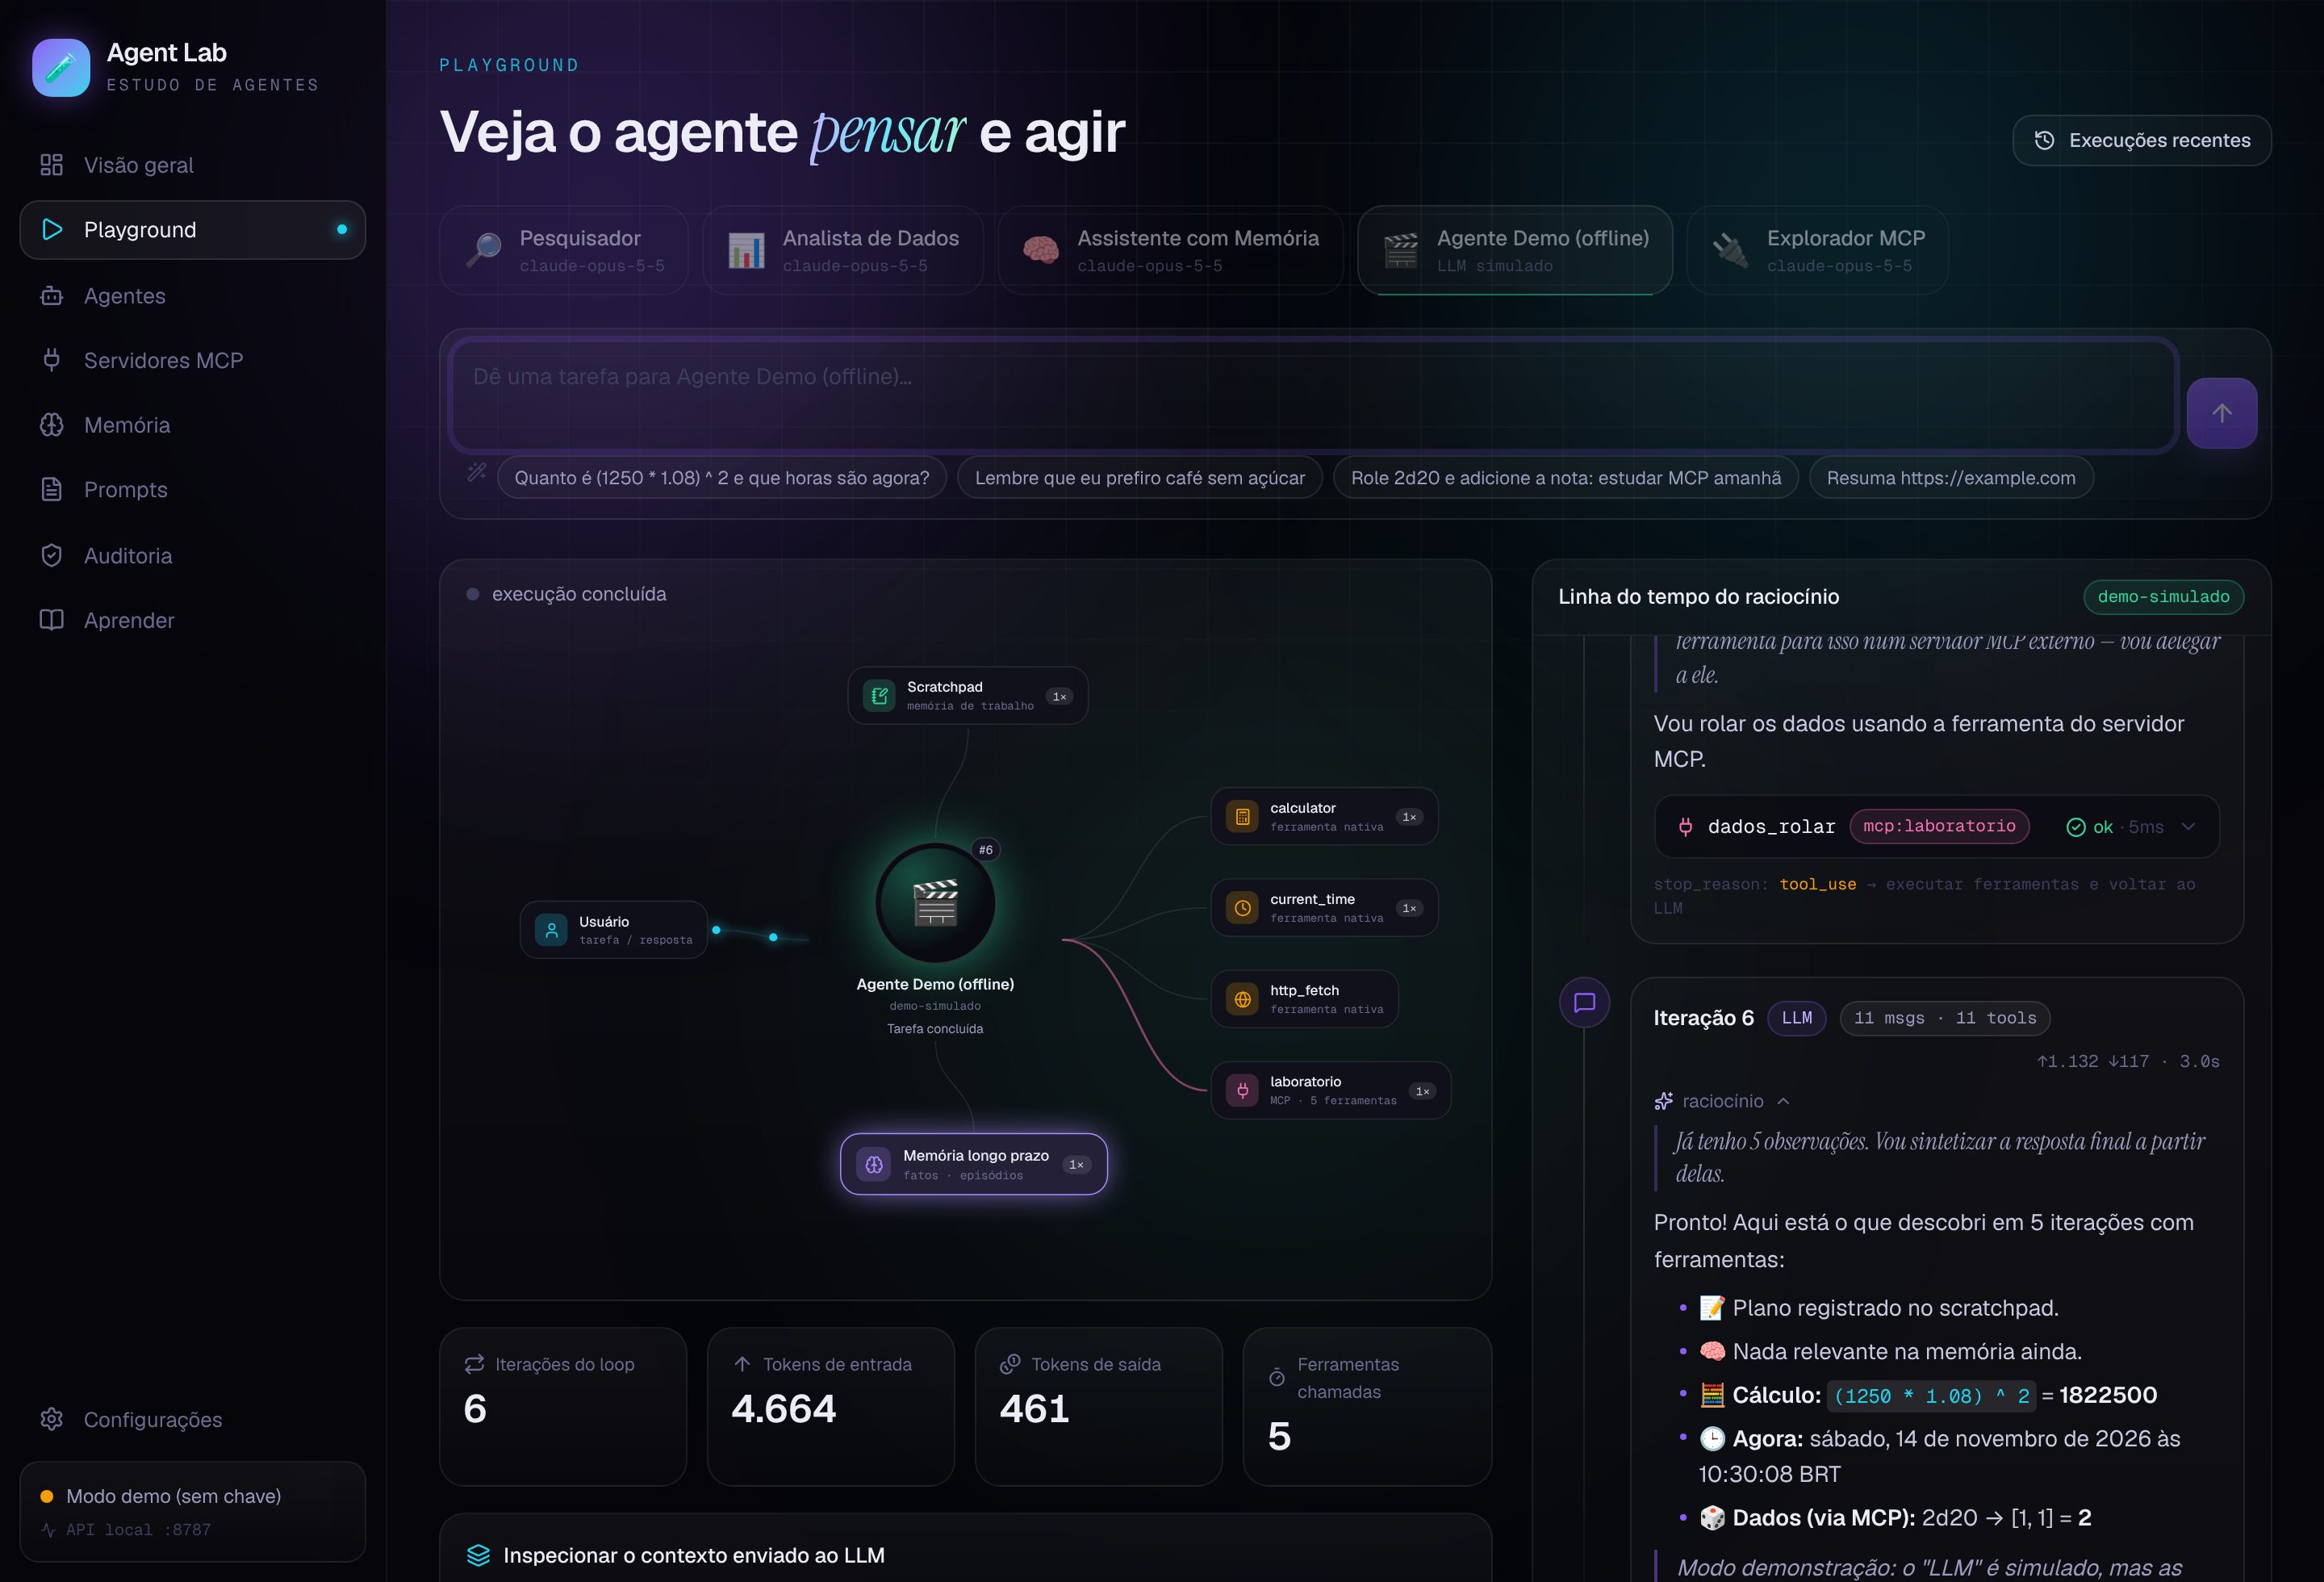 Agent Lab
ESTUDO DE AGENTES
Visão geral
Playground
Agentes
Servidores MCP
Memória
Prompts
Auditoria
Aprender
Configurações
Modo demo (sem chave)
API local :8787
PLAYGROUND
Veja o agente pensar e agir
Execuções recentes
Pesquisador
claude-opus-5-5
Analista de Dados
claude-opus-5-5
Assistente com Memória
claude-opus-5-5
Agente Demo (offline)
LLM simulado
Explorador MCP
claude-opus-5-5
Dê uma tarefa para Agente Demo (offline)...
Quanto é (1250 * 1.08) ^ 2 e que horas são agora?
Lembre que eu prefiro café sem açúcar
Role 2d20 e adicione a nota: estudar MCP amanhã
Resuma https://example.com
execução concluída
Scratchpad
memória de trabalho
1×
calculator
ferramenta nativa
1×
#6
current_time
ferramenta nativa
1×
Usuário
tarefa / resposta
Agente Demo (offline)
demo-simulado
Tarefa concluída
http_fetch
ferramenta nativa
laboratorio
MCP · 5 ferramentas
1×
Memória longo prazo
fatos · episódios
1×
Iterações do loop
6
Tokens de entrada
4.664
Tokens de saída
461
Ferramentas
chamadas
5
Inspecionar o contexto enviado ao LLM
Linha do tempo do raciocínio
demo-simulado
ferramenta para isso num servidor MCP externo — vou delegar
a ele.
Vou rolar os dados usando a ferramenta do servidor
MCP.
dados_rolar mcp:laboratorio ok · 5ms
stop_reason: tool_use → executar ferramentas e voltar ao
LLM
Iteração 6 LLM 11 msgs · 11 tools
↑1.132 ↓117 · 3.0s
raciocínio
Já tenho 5 observações. Vou sintetizar a resposta final a partir
delas.
Pronto! Aqui está o que descobri em 5 iterações com
ferramentas:
• 📝 Plano registrado no scratchpad.
• 🧠 Nada relevante na memória ainda.
• 🧮 Cálculo: (1250 * 1.08) ^ 2 = 1822500
• 🕒 Agora: sábado, 14 de novembro de 2026 às
10:30:08 BRT
• 🎲 Dados (via MCP): 2d20 → [1, 1] = 2
Modo demonstração: o "LLM" é simulado, mas as